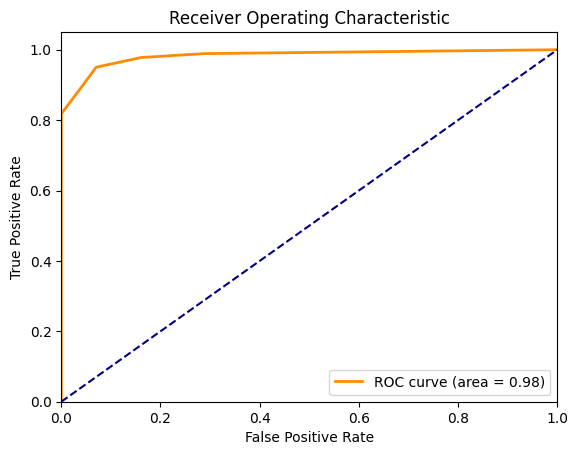 Receiver Operating Characteristic
True Positive Rate
1.0
0.8
0.6
0.4
0.2
0.0
ROC curve (area = 0.98)
0.0 0.2 0.4 0.6 0.8 1.0
False Positive Rate